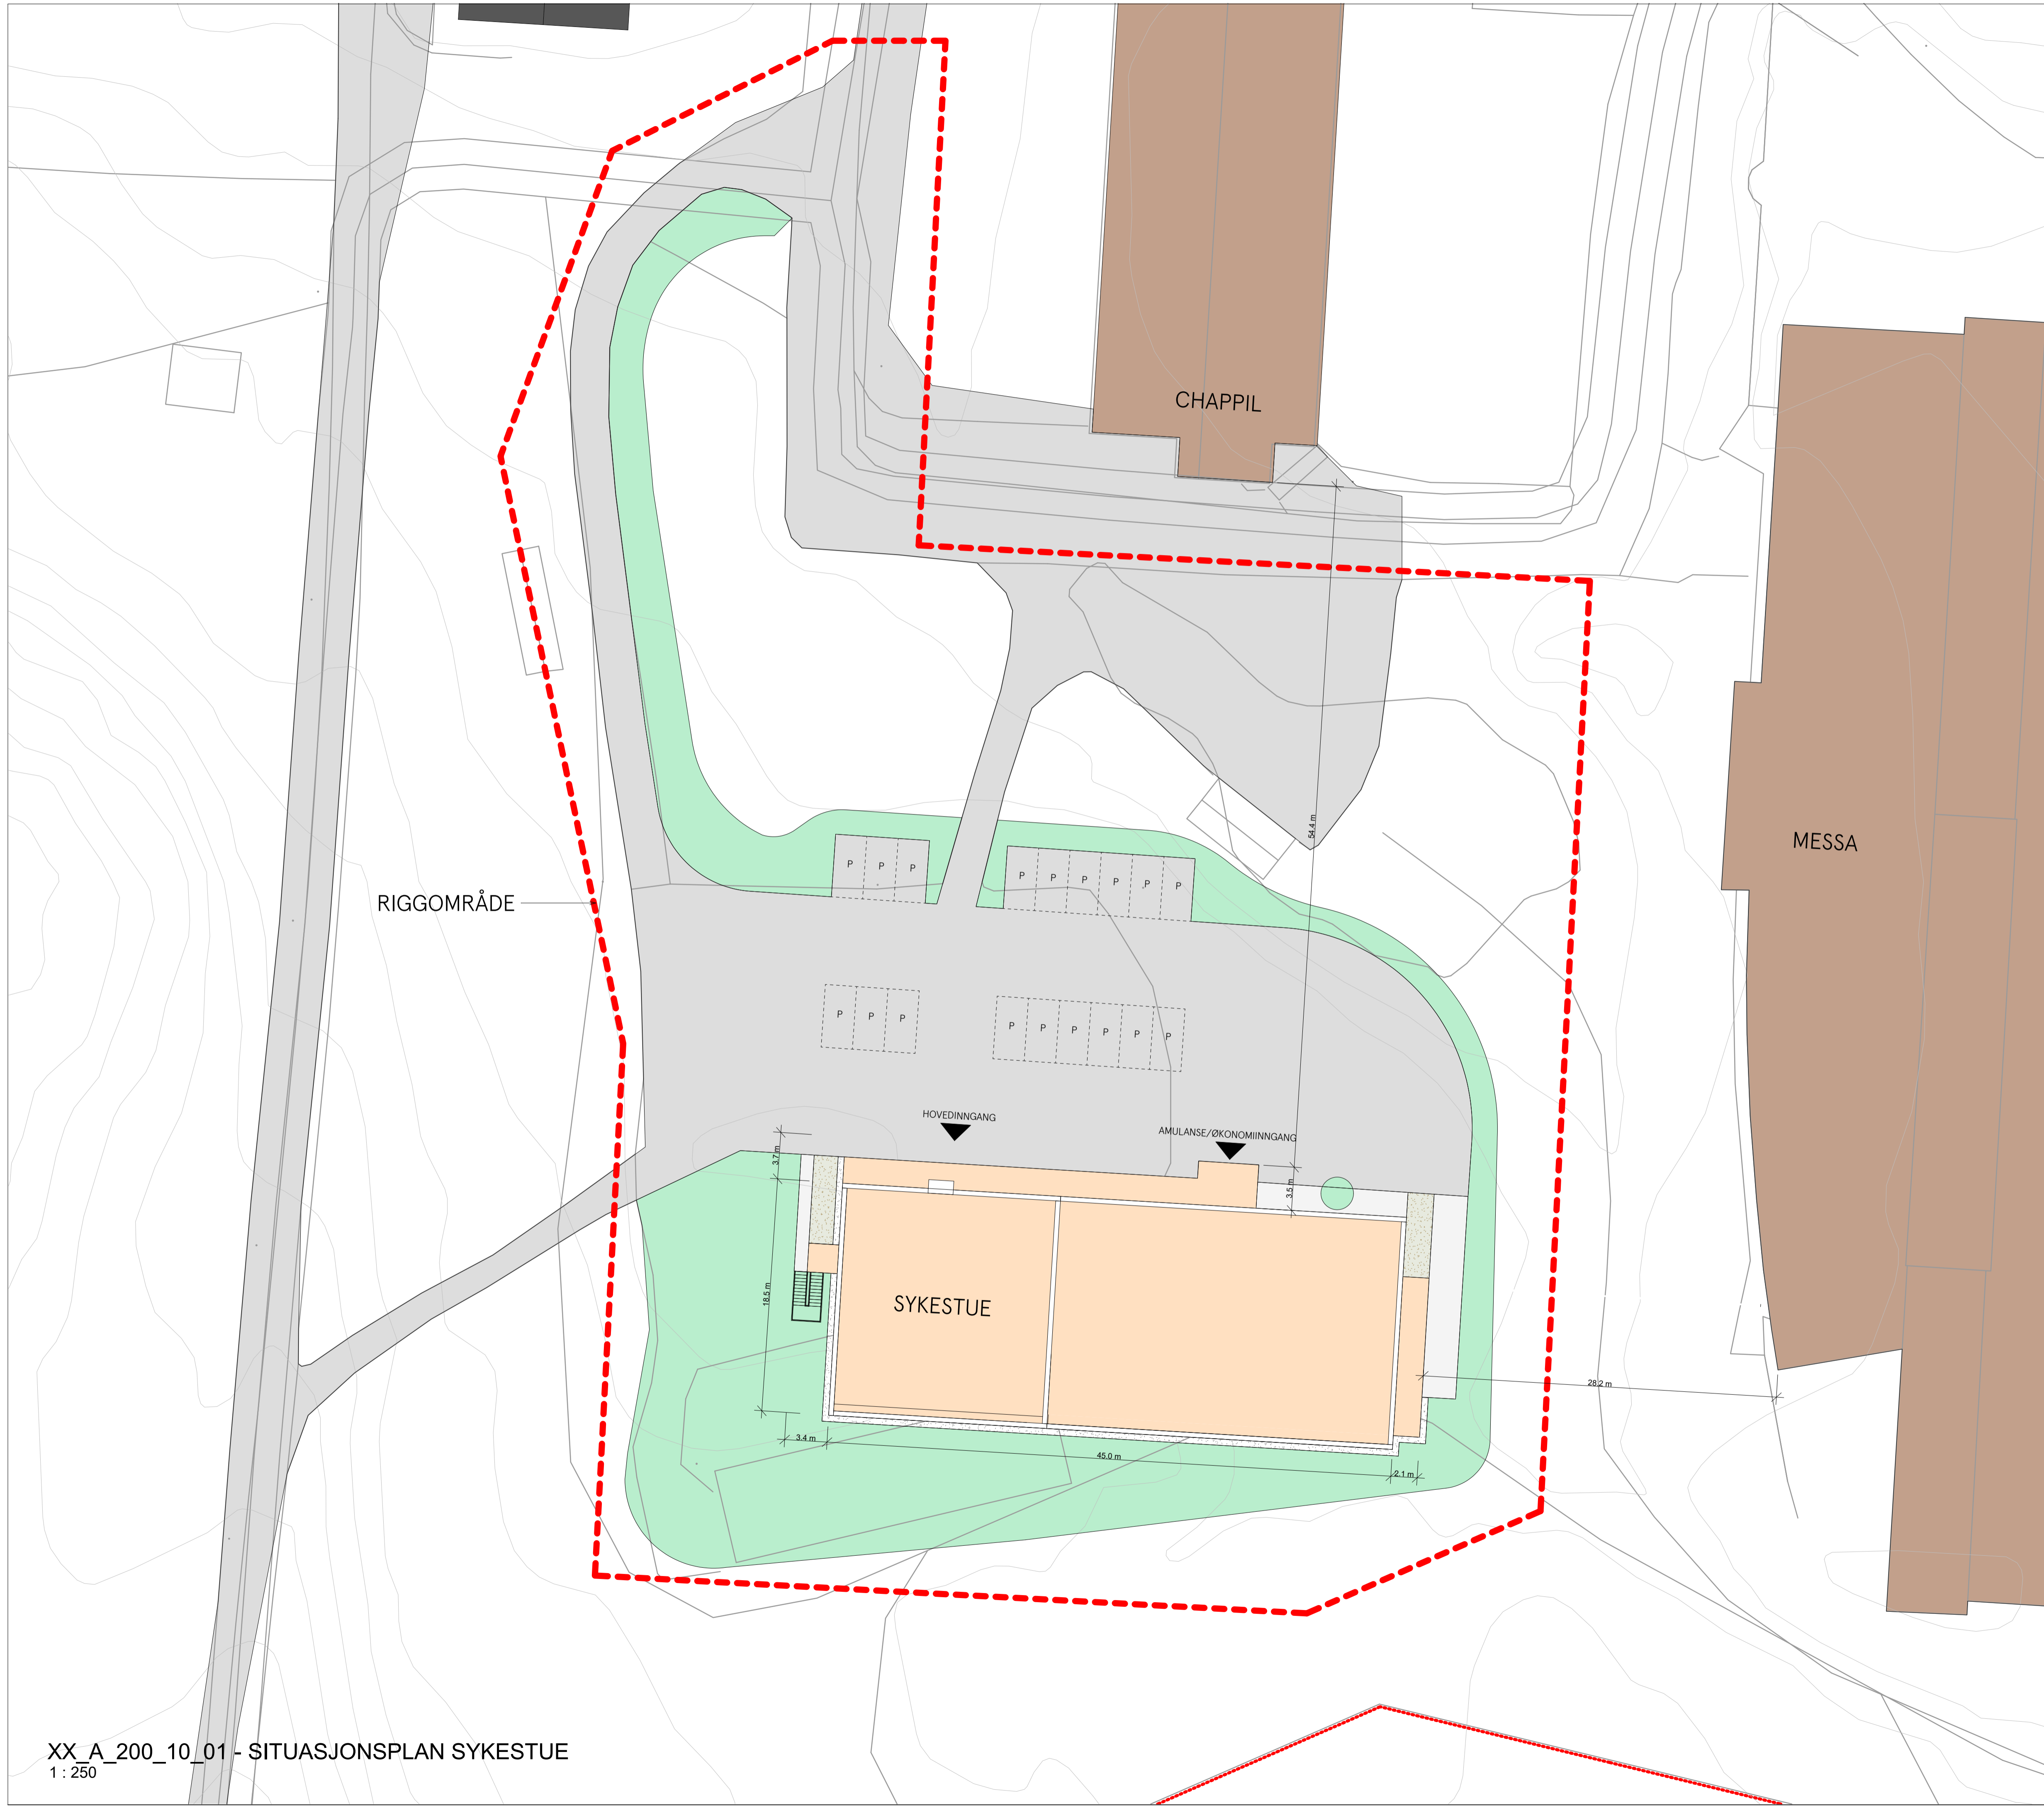 CHAPPIL
54.4 m
MESSA
P P P
P P P P P P
RIGGOMRÅDE
P P P
P P P P P P
HOVEDINNGANG
AMULANSE/ØKONOMIINNGANG
3.7 m
3.5 m
18.5 m
SYKESTUE
28.2 m
3.4 m
45.0 m
2.1 m
XX_A_200_10_01 - SITUASJONSPLAN SYKESTUE
1 : 250